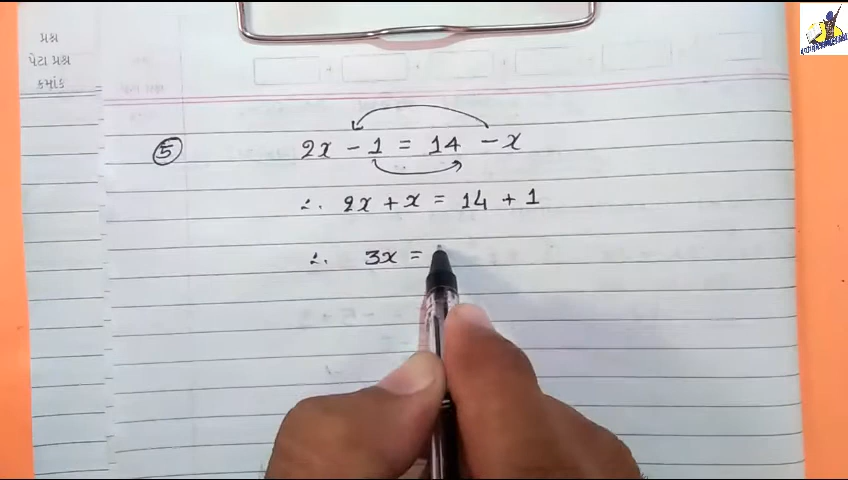 પ્રશ્ન
પેટા પ્રશ્ન
ક્રમાંક
5 2x - 1 = 14 - x
∴ 2x + x = 14 + 1
∴ 3x =